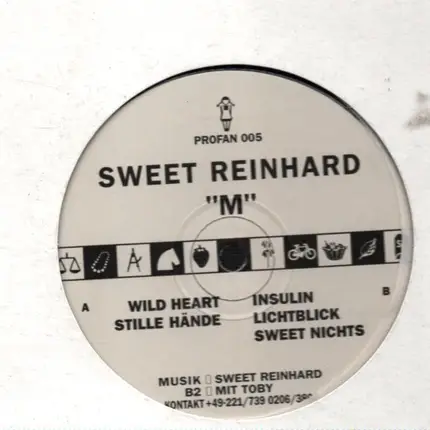 PROFAN 005
SWEET REINHARD
"M"
A
WILD HEART
STILLE HÄNDE
INSULIN
LICHTBLICK
SWEET NICHTS
B
MUSIK ▯ SWEET REINHARD
B2 ▯ MIT TOBY
KONTAKT +49-221/739 0206/